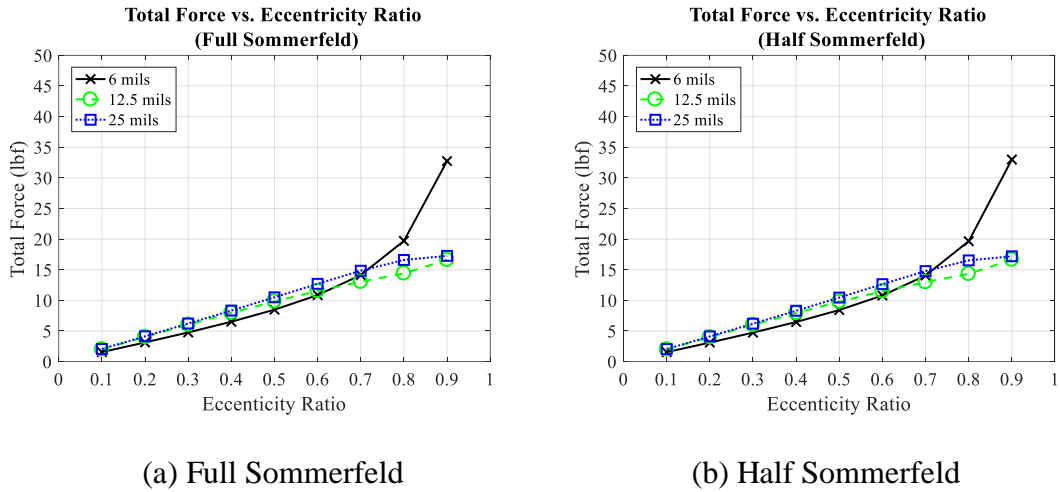 Total Force vs. Eccentricity Ratio
(Full Sommerfeld)
50
45
40
35
30
25
20
15
10
5
0
Total Force (lbf)
6 mils
12.5 mils
25 mils
0 0.1 0.2 0.3 0.4 0.5 0.6 0.7 0.8 0.9 1
Eccenticity Ratio
(a) Full Sommerfeld
Total Force vs. Eccentricity Ratio
(Half Sommerfeld)
50
45
40
35
30
25
20
15
10
5
0
Total Force (lbf)
6 mils
12.5 mils
25 mils
0 0.1 0.2 0.3 0.4 0.5 0.6 0.7 0.8 0.9 1
Eccenticity Ratio
(b) Half Sommerfeld